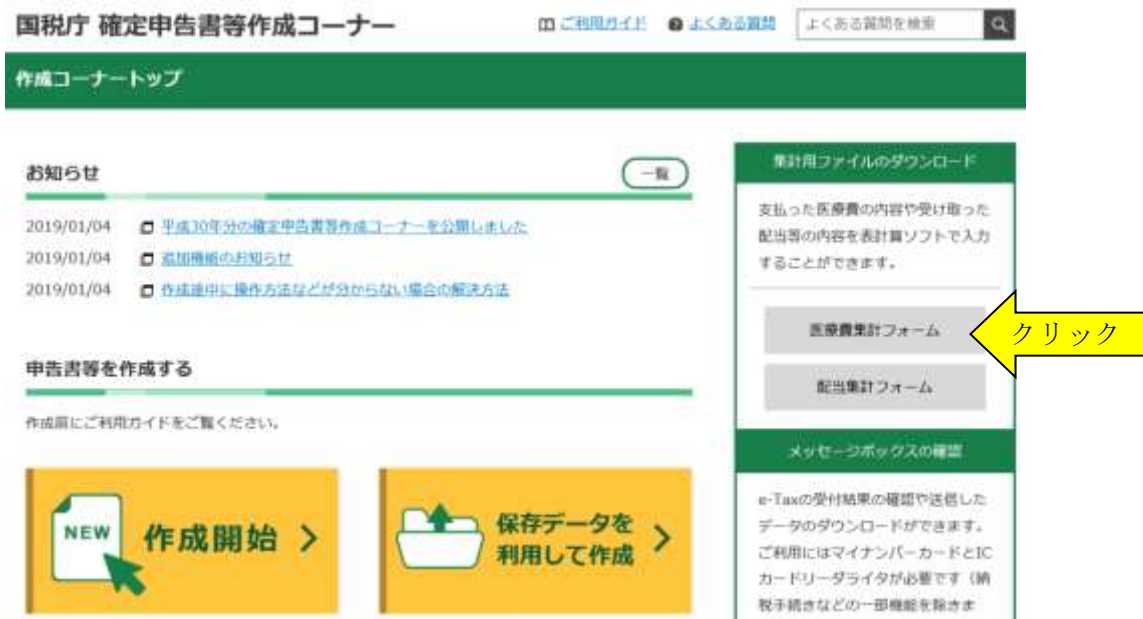 国税庁 確定申告書等作成コーナー
ご利用ガイド
よくある質問
よくある質問を検索
作成コーナートップ
お知らせ
一覧
2019/01/04 平成30年分の確定申告書等作成コーナーを公開しました
2019/01/04 追加機能のお知らせ
2019/01/04 作成途中に操作方法などが分からない場合の解決方法
申告書等を作成する
作成前にご利用ガイドをご覧ください。
NEW
作成開始
保存データを
利用して作成
集計用ファイルのダウンロード
支払った医療費の内容や受け取った
配当等の内容を表計算ソフトで入力
することができます。
医療費集計フォーム
クリック
配当集計フォーム
メッセージボックスの確認
e-Taxの受付結果の確認や送信した
データのダウンロードができます。
ご利用にはマイナンバーカードとIC
カードリーダライタが必要です（納
税手続きなどの一部機能を除きま